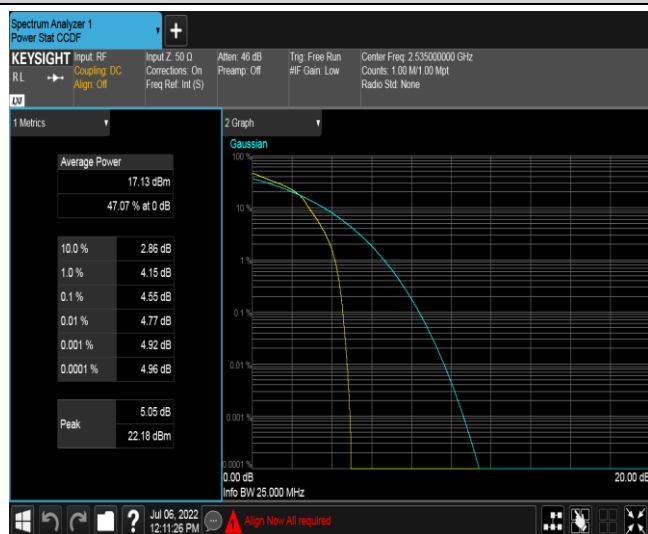 Spectrum Analyzer 1
Power Stat CCDF
KEYSIGHT
RL
LXI
Input: RF
Coupling: DC
Align: Off
Input Z: 50 Ω
Corrections: On
Freq Ref: Int (S)
Atten: 46 dB
Preamp: Off
Trig: Free Run
#IF Gain: Low
Center Freq: 2.535000000 GHz
Counts: 1.00 M/1.00 Mpt
Radio Std: None
1 Metrics
Average Power
17.13 dBm
47.07 % at 0 dB
10.0 % 2.86 dB
1.0 % 4.15 dB
0.1 % 4.55 dB
0.01 % 4.77 dB
0.001 % 4.92 dB
0.0001 % 4.96 dB
Peak
5.05 dB
22.18 dBm
2 Graph
Gaussian
100 %
10 %
1 %
0.1 %
0.01 %
0.001 %
0.0001 %
0.00 dB
20.00 dB
Info BW 25.000 MHz
?
Jul 06, 2022
12:11:26 PM
Align Now All required